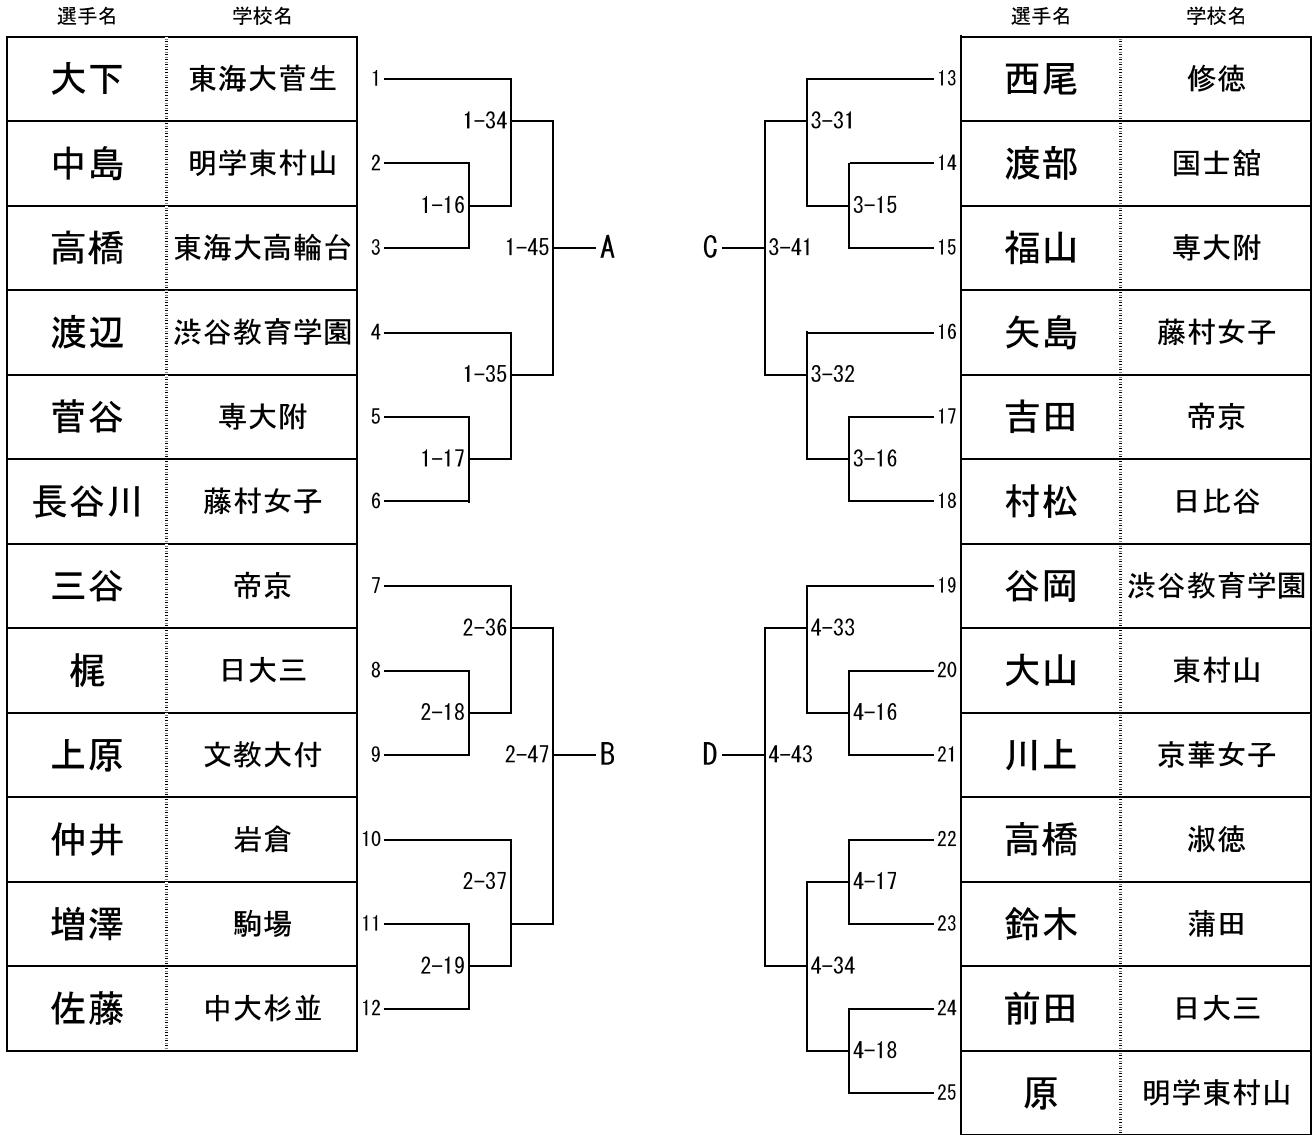 選手名 学校名
大下 東海大菅生 1
1-34
中島 明学東村山 2
1-16
高橋 東海大高輪台 3
1-45 A
渡辺 渋谷教育学園 4
1-35
菅谷 専大附 5
1-17
長谷川 藤村女子 6
三谷 帝京 7
2-36
梶 日大三 8
2-18
上原 文教大付 9
2-47 B
仲井 岩倉 10
2-37
増澤 駒場 11
2-19
佐藤 中大杉並 12
選手名 学校名
13 西尾 修徳
3-31
14 渡部 国士舘
3-15
15 福山 専大附
C 3-41
16 矢島 藤村女子
3-32
17 吉田 帝京
3-16
18 村松 日比谷
19 谷岡 渋谷教育学園
4-33
20 大山 東村山
4-16
21 川上 京華女子
D 4-43
22 高橋 淑徳
4-17
23 鈴木 蒲田
4-34
24 前田 日大三
4-18
25 原 明学東村山